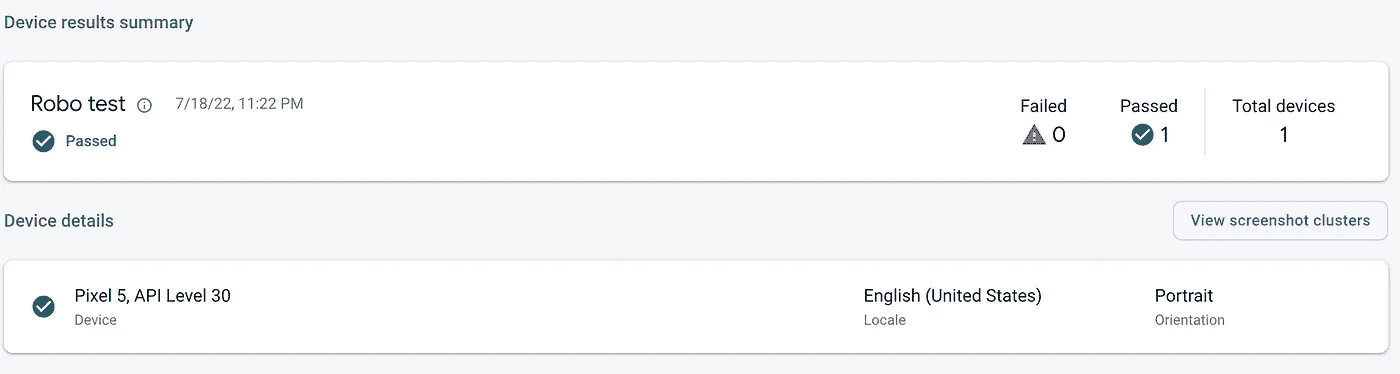 Device results summary
Robo test 7/18/22, 11:22 PM
Passed
Failed Passed Total devices
0 1 1
Device details
View screenshot clusters
Pixel 5, API Level 30 English (United States) Portrait
Device Locale Orientation